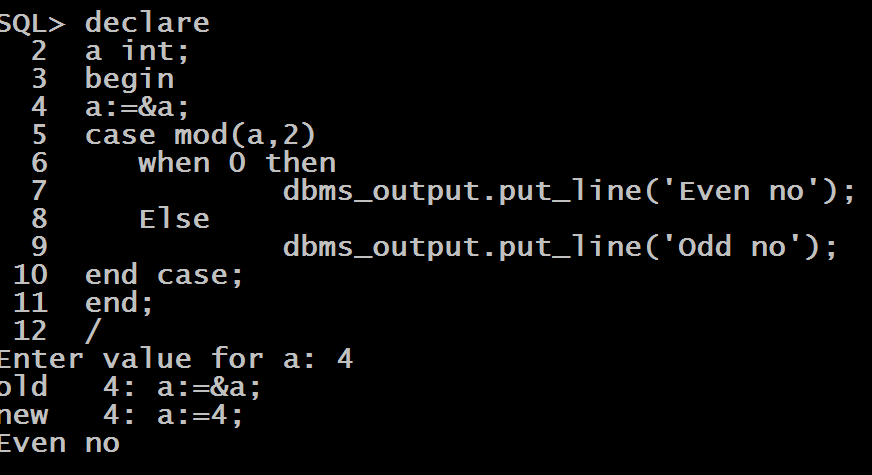 SQL> declare
  2  a int;
  3  begin
  4  a:=&a;
  5  case mod(a,2)
  6     when 0 then
  7             dbms_output.put_line('Even no');
  8     Else
  9             dbms_output.put_line('Odd no');
 10  end case;
 11  end;
 12  /
Enter value for a: 4
old   4: a:=&a;
new   4: a:=4;
Even no